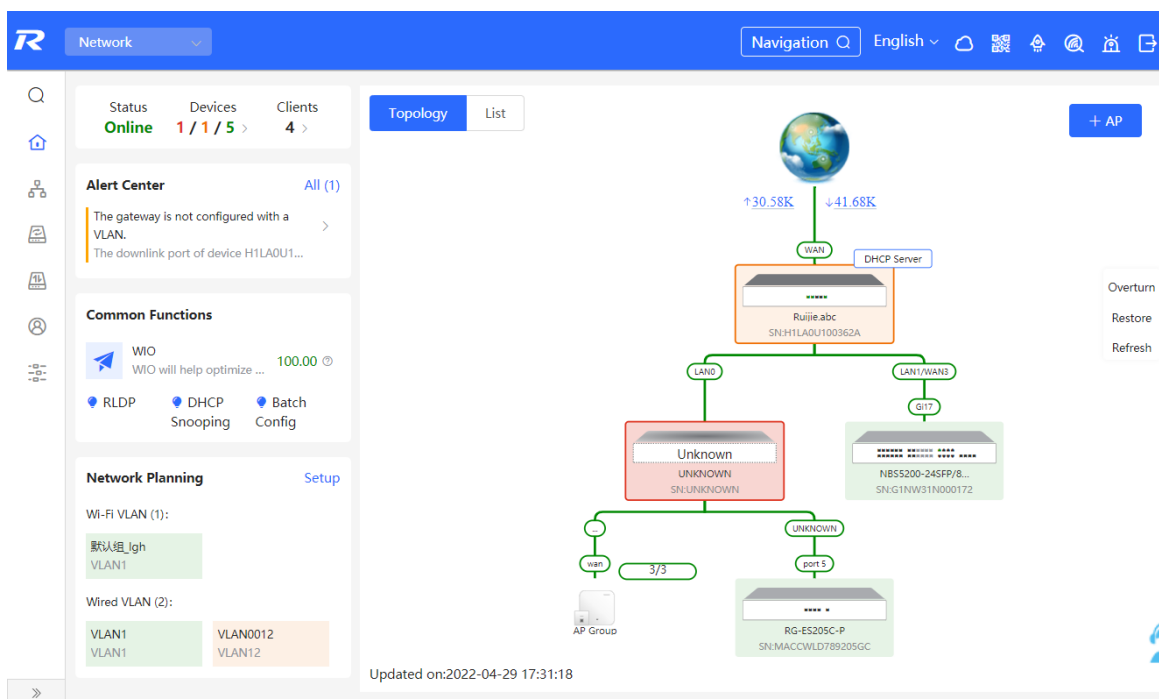 R
Network
Navigation
English
Status Devices Clients
Online 1 / 1 / 5 > 4 >
Topology
List
+ AP
Alert Center
All (1)
The gateway is not configured with a
VLAN.
The downlink port of device H1LA0U1...
Common Functions
WIO
WIO will help optimize ...
100.00
RLDP
DHCP
Snooping
Batch
Config
Network Planning
Setup
Wi-Fi VLAN (1):
默认组_lgh
VLAN1
Wired VLAN (2):
VLAN1
VLAN1
VLAN0012
VLAN12
↑30.58K
↓41.68K
WAN
DHCP Server
Ruijie.abc
SN:H1LA0U100362A
LAN0
LAN1/WAN3
Gi17
Unknown
UNKNOWN
SN:UNKNOWN
NBS5200-24SFP/8...
SN:G1NW31N000172
...
UNKNOWN
wan
3/3
port 5
AP Group
RG-ES205C-P
SN:MACCWLD789205GC
Overturn
Restore
Refresh
Updated on:2022-04-29 17:31:18